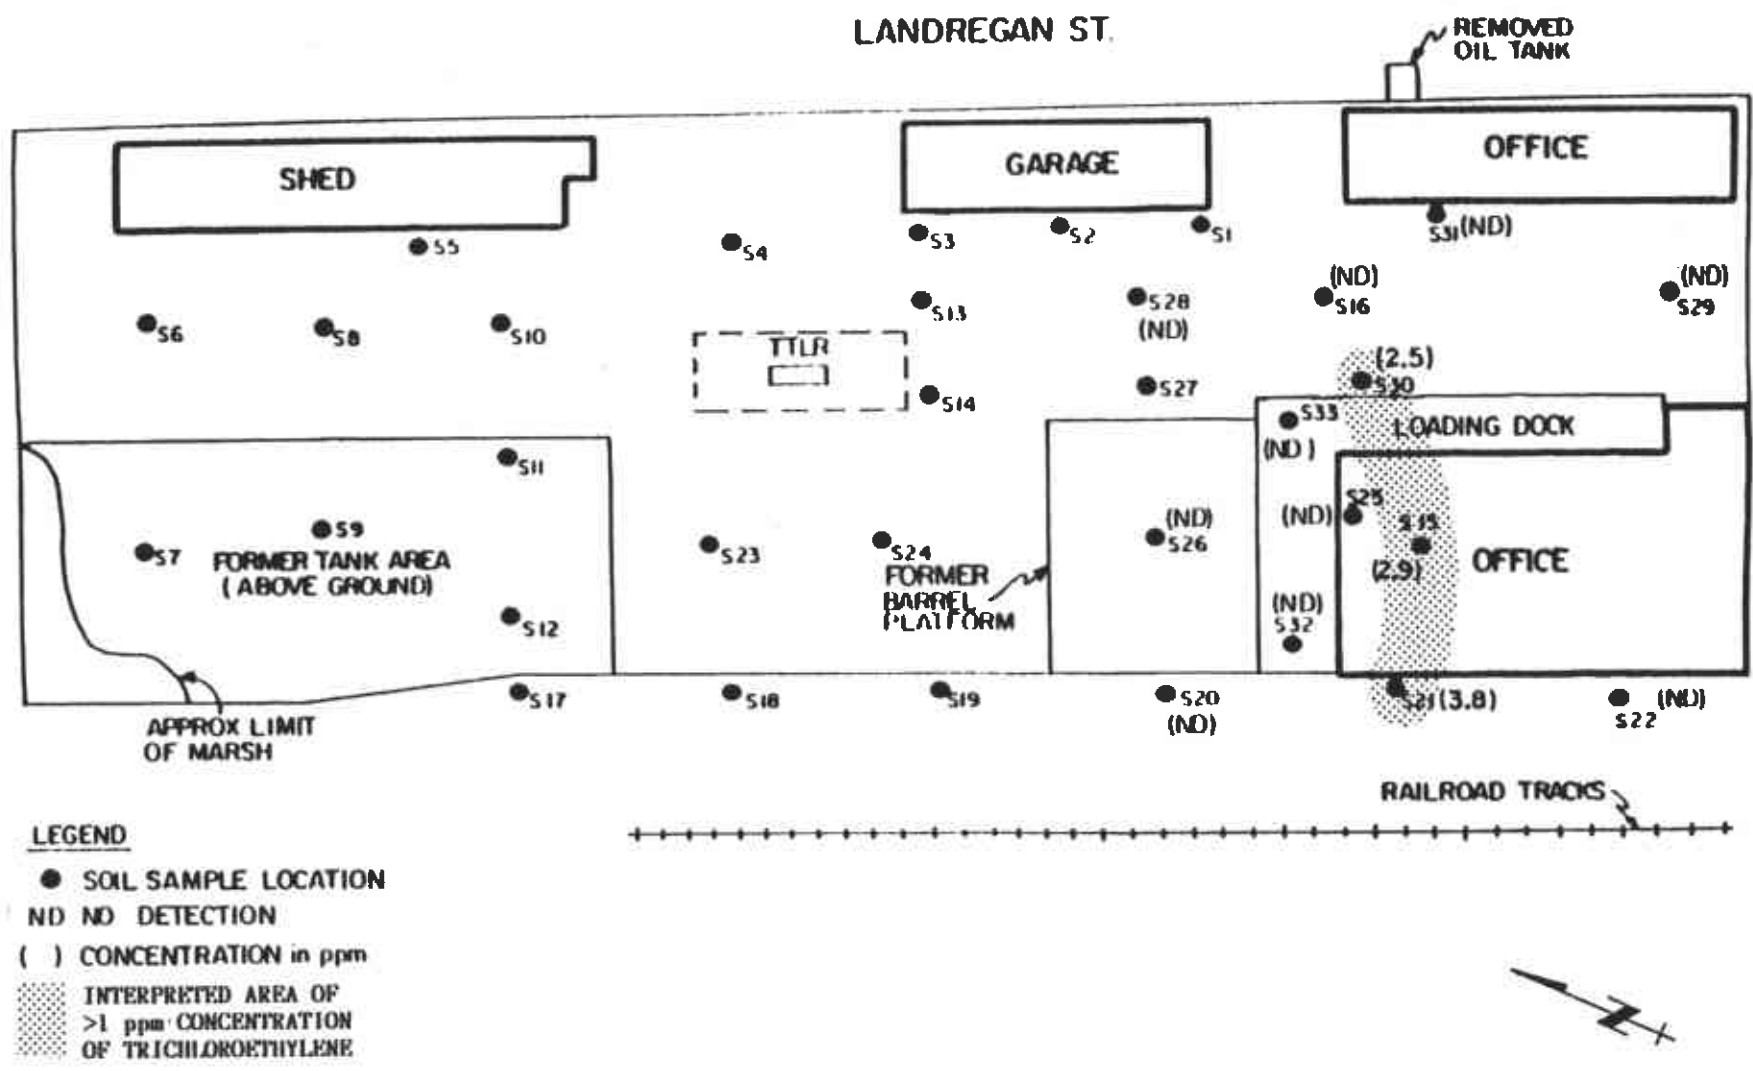 LANDREGAN ST.
REMOVED
OIL TANK
SHED
GARAGE
OFFICE
S5
S4
S3
S2
S1
S31 (ND)
S6
S8
S10
S13
S28
(ND)
(ND)
S16
(ND)
S29
TTLR
S14
S27
(2.5)
S30
S33
(ND)
LOADING DOCK
S11
S9
S7
FORMER TANK AREA
(ABOVE GROUND)
S12
S23
S24
FORMER
BARREL
PLATFORM
(ND)
S26
S25
(ND)
S15
(2.9)
OFFICE
(ND)
S32
S17
S18
S19
S20
(ND)
S21 (3.8)
(ND)
S22
APPROX LIMIT
OF MARSH
RAILROAD TRACKS
LEGEND
SOIL SAMPLE LOCATION
ND NO DETECTION
( ) CONCENTRATION in ppm
INTERPRETED AREA OF
>1 ppm CONCENTRATION
OF TRICHLOROETHYLENE
N